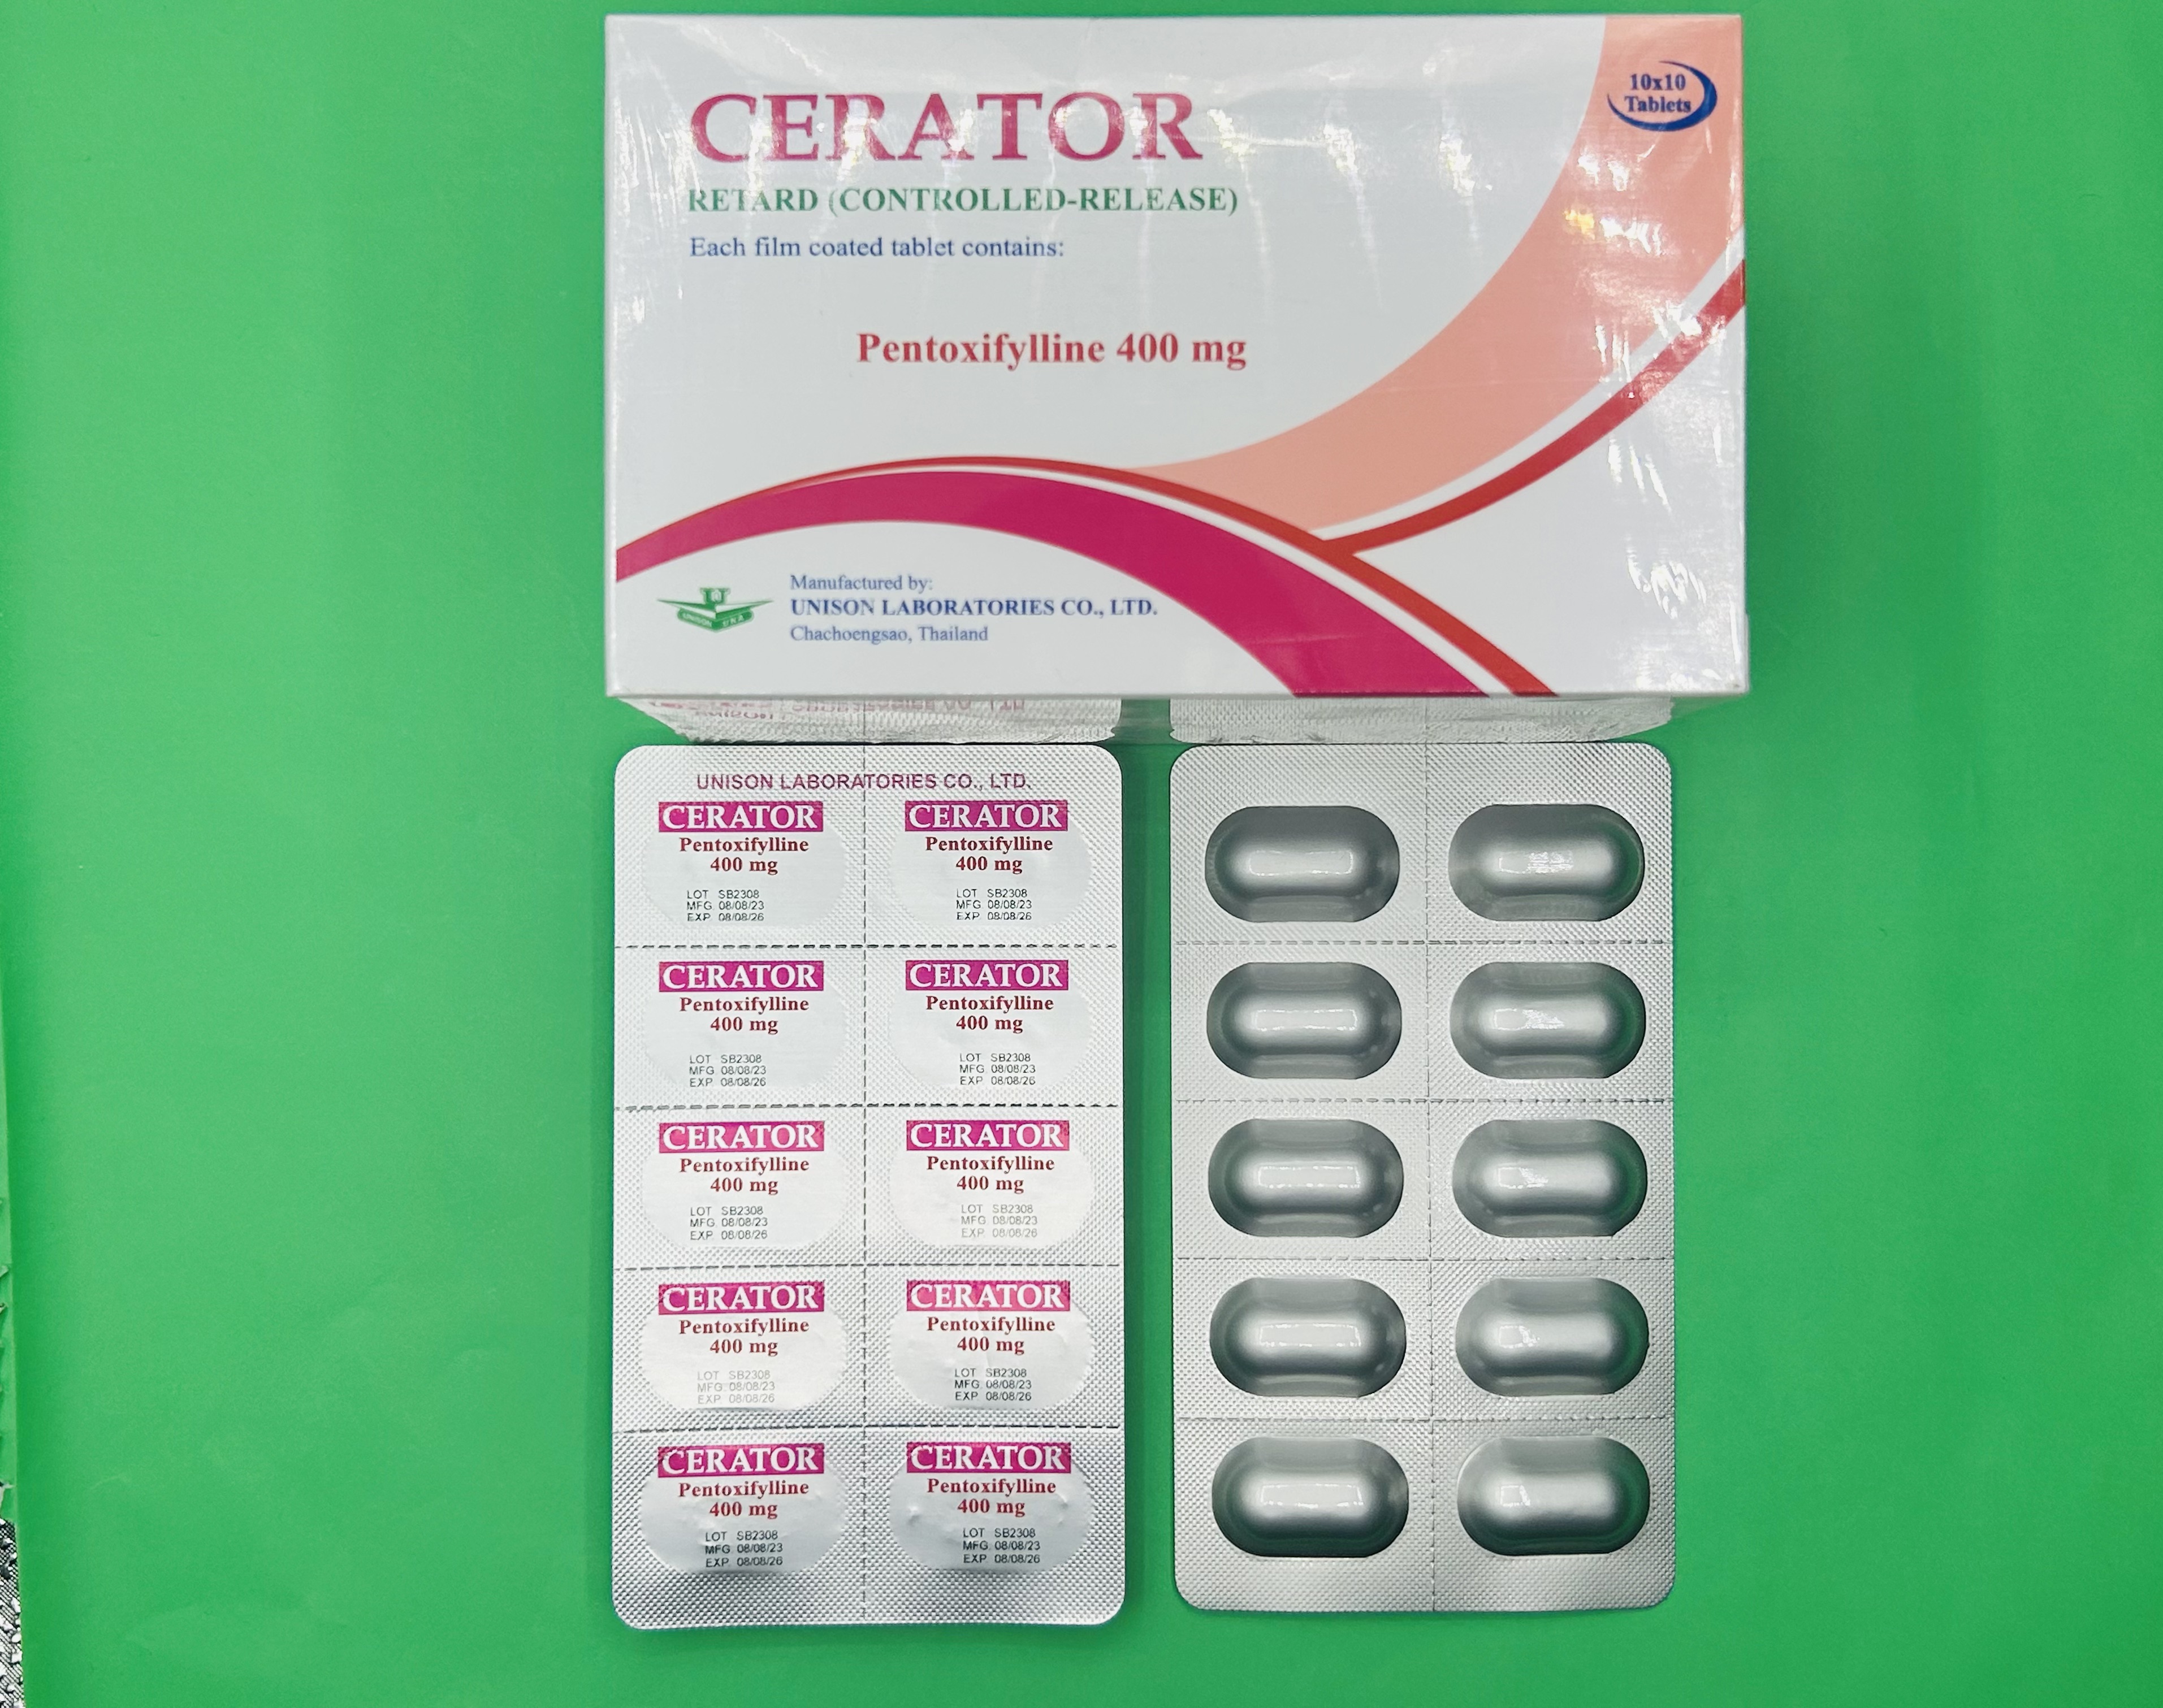 CERATOR
10x10
Tablets
RETARD (CONTROLLED-RELEASE)
Each film coated tablet contains:
Pentoxifylline 400 mg
Manufactured by:
UNISON LABORATORIES CO., LTD.
Chachoengsao, Thailand
UNISON LABORATORIES CO., LTD.
CERATOR
Pentoxifylline
400 mg
LOT SB2308
MFG 08/08/23
EXP 08/08/26
CERATOR
Pentoxifylline
400 mg
LOT SB2308
MFG 08/08/23
EXP 08/08/26
CERATOR
Pentoxifylline
400 mg
LOT SB2308
MFG 08/08/23
EXP 08/08/26
CERATOR
Pentoxifylline
400 mg
LOT SB2308
MFG 08/08/23
EXP 08/08/26
CERATOR
Pentoxifylline
400 mg
LOT SB2308
MFG 08/08/23
EXP 08/08/26
CERATOR
Pentoxifylline
400 mg
LOT SB2308
MFG 08/08/23
EXP 08/08/26
CERATOR
Pentoxifylline
400 mg
LOT SB2308
MFG 08/08/23
EXP 08/08/26
CERATOR
Pentoxifylline
400 mg
LOT SB2308
MFG 08/08/23
EXP 08/08/26
CERATOR
Pentoxifylline
400 mg
LOT SB2308
MFG 08/08/23
EXP 08/08/26
CERATOR
Pentoxifylline
400 mg
LOT SB2308
MFG 08/08/23
EXP 08/08/26